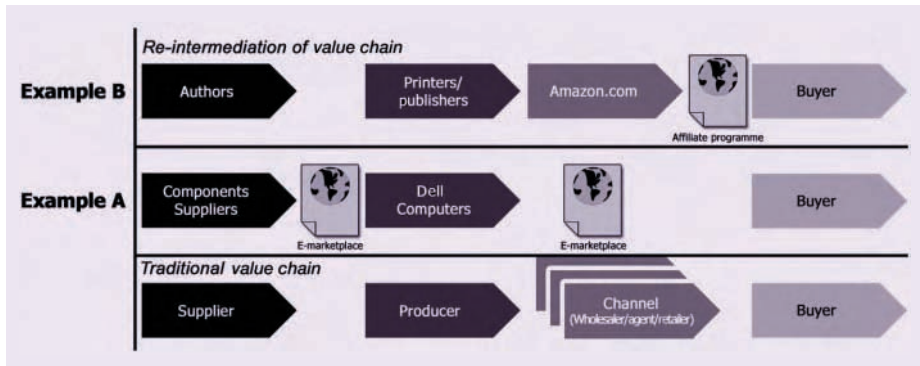 Re-intermediation of value chain
Example B
Authors
Printers/
publishers
Amazon.com
Affiliate programme
Buyer
Example A
Components
Suppliers
E-marketplace
Dell
Computers
E-marketplace
Buyer
Traditional value chain
Supplier
Producer
Channel
(Wholesaler/agent/retailer)
Buyer